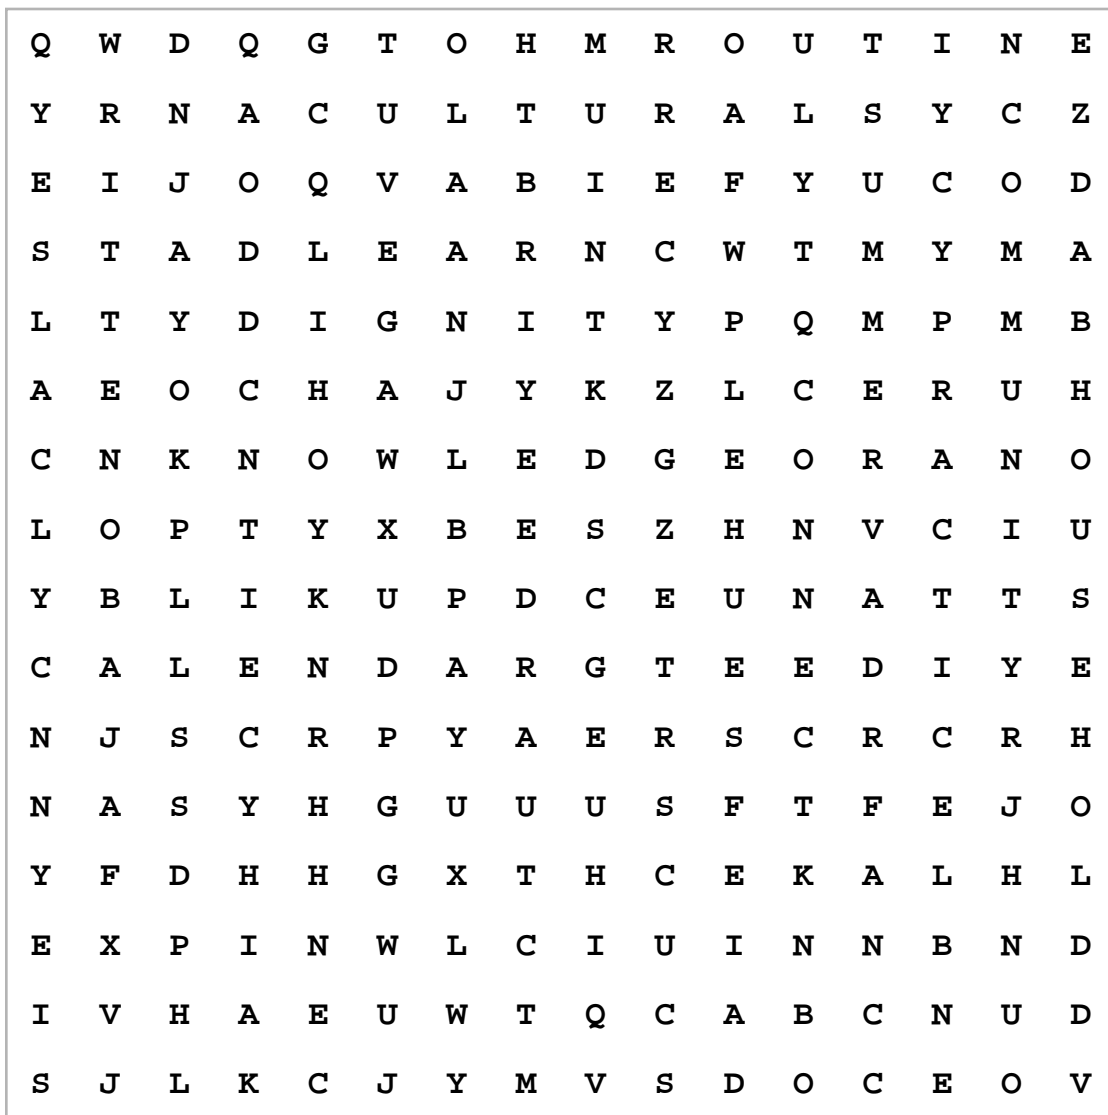 Q W D Q G T O H M R O U T I N E
Y R N A C U L T U R A L S Y C Z
E I J O Q V A B I E F Y U C O D
S T A D L E A R N C W T M Y M A
L T Y D I G N I T Y P Q M P M B
A E O C H A J Y K Z L C E R U H
C N K N O W L E D G E O R A N O
L O P T Y X B E S Z H N V C I U
Y B L I K U P D C E U N A T T S
C A L E N D A R G T E E D I Y E
N J S C R P Y A E R S C R C R H
N A S Y H G U U U S F T F E J O
Y F D H H G X T H C E K A L H L
E X P I N W L C I U I N N B N D
I V H A E U W T Q C A B C N U D
S J L K C J Y M V S D O C E O V